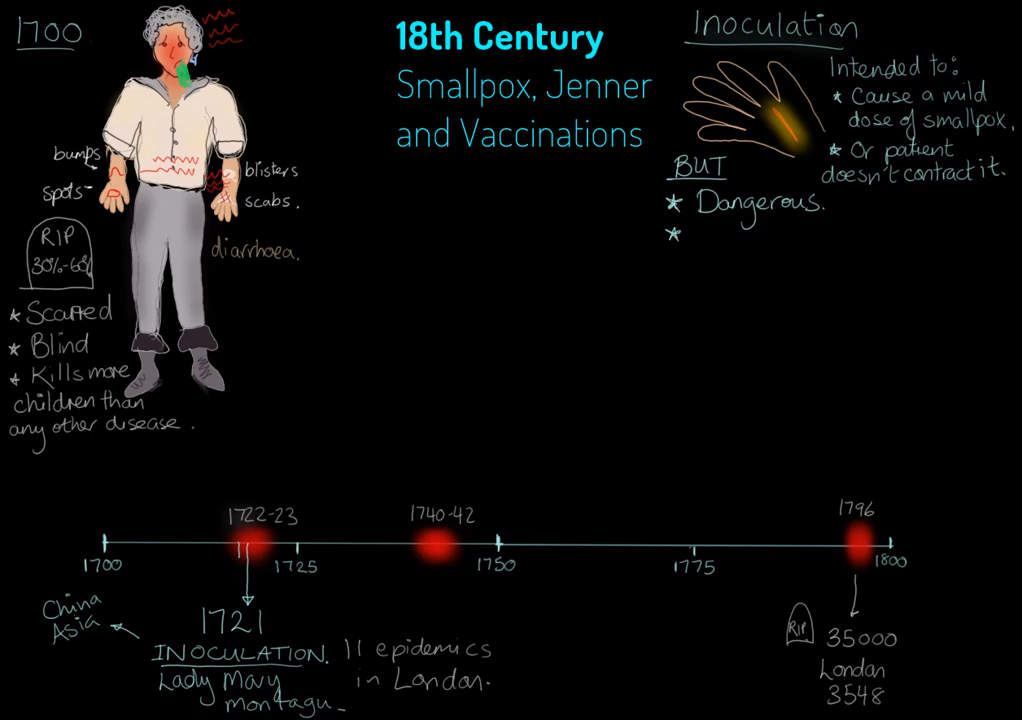 1700
bumps
spots
blisters
scabs.
diarrhoea.
RIP
30%-60%
* Scarred
* Blind
* Kills more
children than
any other disease.
18th Century
Smallpox, Jenner
and Vaccinations
Inoculation
Intended to:
* Cause a mild
dose of smallpox.
* Or patient
doesn't contract it.
BUT
* Dangerous.
*
1722-23
1740-42
1796
1700
1725
1750
1775
1800
China
Asia
1721
INOCULATION.
Lady Mary
montagu.
11 epidemics
in London.
RIP
35000
London
3548